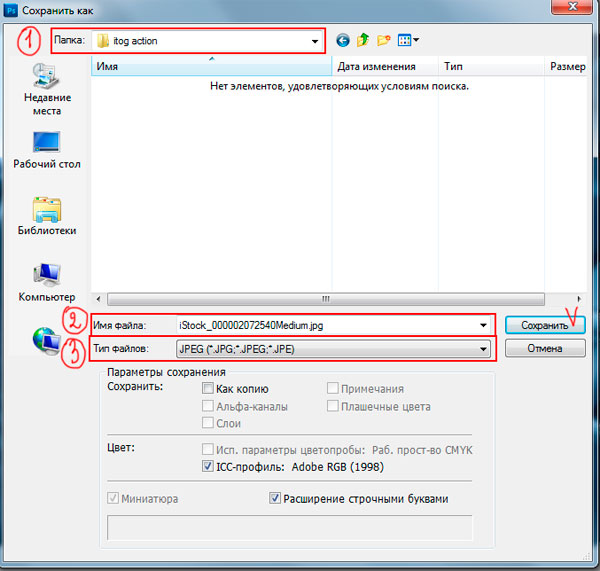 Ps Сохранить как
1 Папка: itog action
Имя Дата изменения Тип Размер
Нет элементов, удовлетворяющих условиям поиска.
Недавние
места
Рабочий стол
Библиотеки
Компьютер
2 Имя файла: iStock_000002072540Medium.jpg Сохранить V
3 Тип файлов: JPEG (*.JPG;*.JPEG;*.JPE) Отмена
Параметры сохранения
Сохранить: Как копию Примечания
Альфа-каналы Плашечные цвета
Слои
Цвет: Исп. параметры цветопробы: Раб. прост-во CMYK
ICC-профиль: Adobe RGB (1998)
Миниатюра Расширение строчными буквами